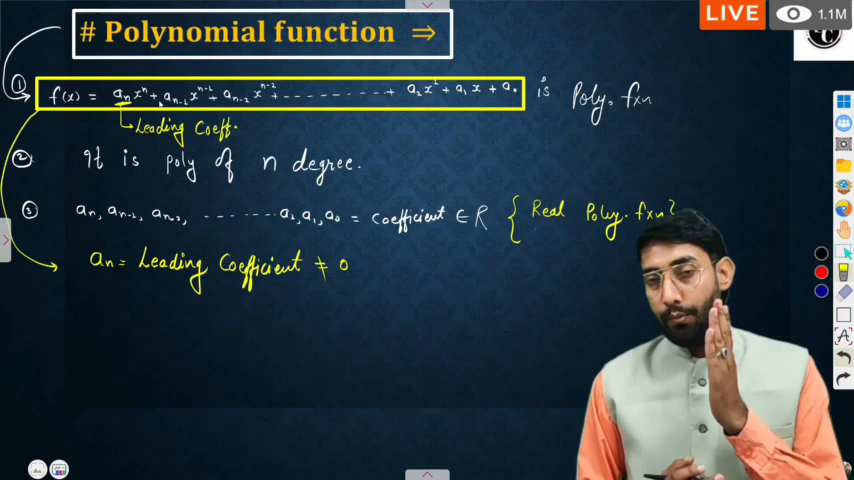 LIVE 1.1M
# Polynomial function ⇒
① f(x) = aₙxⁿ + aₙ₋₁xⁿ⁻¹ + aₙ₋₂xⁿ⁻² + ........... + a₂x² + a₁x + a₀ is Poly. fxn
Leading Coeff.
② It is poly of n degree.
③ aₙ, aₙ₋₁, aₙ₋₂, ........ a₂, a₁, a₀ = coefficient ∈ R { Real Poly. fxn }
aₙ = Leading Coefficient ≠ 0